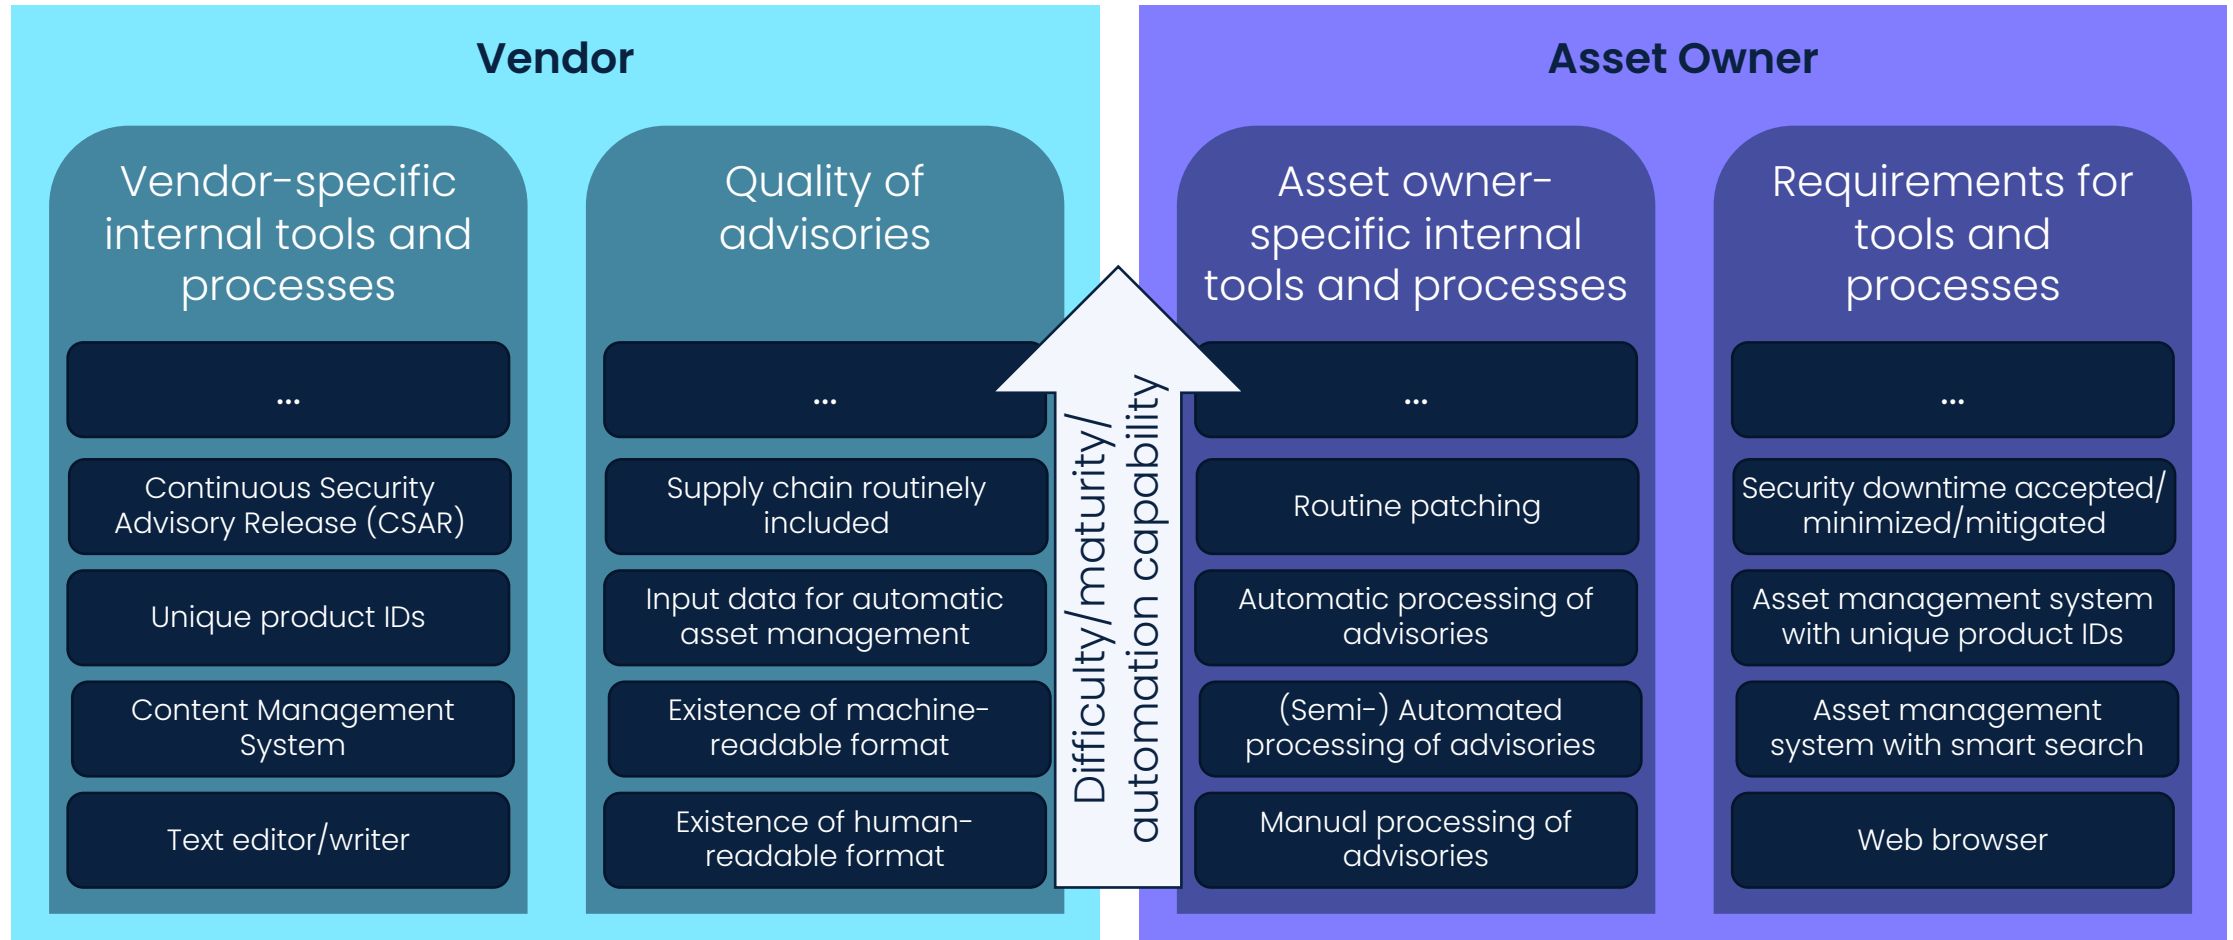 Vendor
Vendor-specific
internal tools and
processes
...
Continuous Security
Advisory Release (CSAR)
Unique product IDs
Content Management
System
Text editor/writer
Quality of
advisories
...
Supply chain routinely
included
Input data for automatic
asset management
Existence of machine-
readable format
Existence of human-
readable format
Difficulty/maturity/
automation capability
Asset Owner
Asset owner-
specific internal
tools and processes
...
Routine patching
Automatic processing of
advisories
(Semi-) Automated
processing of advisories
Manual processing of
advisories
Requirements for
tools and
processes
...
Security downtime accepted/
minimized/mitigated
Asset management system
with unique product IDs
Asset management
system with smart search
Web browser